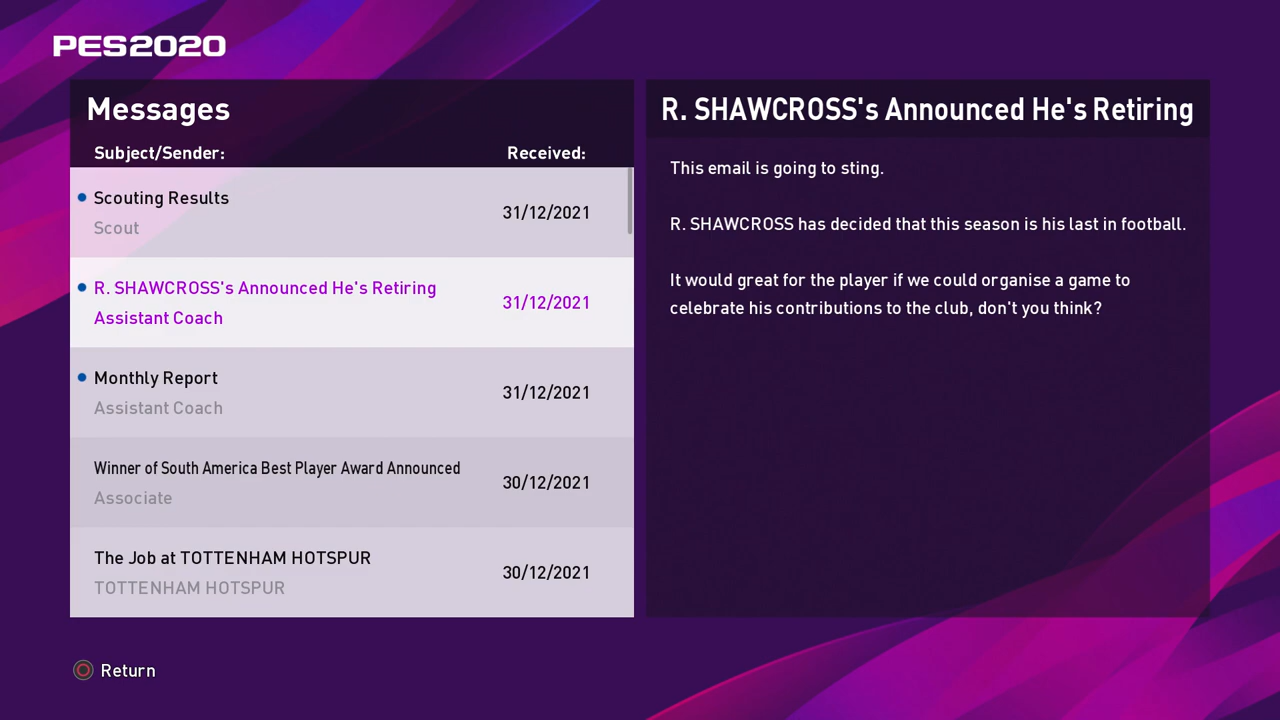 PES2020
Messages
Subject/Sender:
Received:
Scouting Results
Scout
31/12/2021
R. SHAWCROSS's Announced He's Retiring
Assistant Coach
31/12/2021
Monthly Report
Assistant Coach
31/12/2021
Winner of South America Best Player Award Announced
Associate
30/12/2021
The Job at TOTTENHAM HOTSPUR
TOTTENHAM HOTSPUR
30/12/2021
R. SHAWCROSS's Announced He's Retiring
This email is going to sting.
R. SHAWCROSS has decided that this season is his last in football.
It would great for the player if we could organise a game to
celebrate his contributions to the club, don't you think?
Return